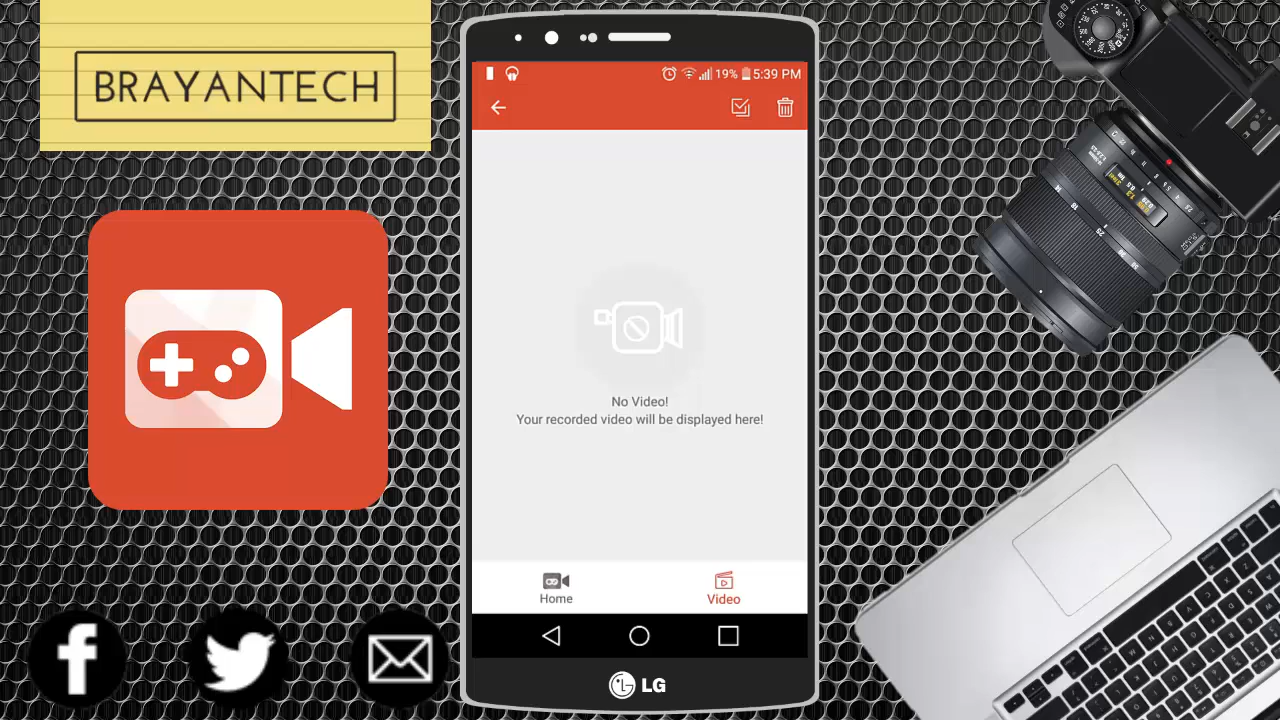 BRAYANTECH
19% 5:39 PM
No Video!
Your recorded video will be displayed here!
Home
Video
LG